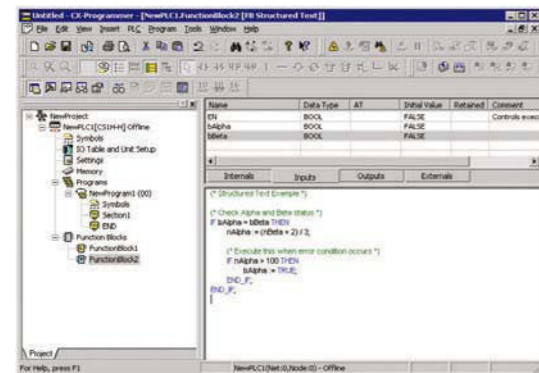 Untitled - CX-Programmer - [NewPLC1.FunctionBlock2 [FB Structured Text]]
File Edit View Insert PLC Program Tools Window Help
NewProject
NewPLC1[CS1H-H] Offline
Symbols
IO Table and Unit Setup
Settings
Memory
Programs
NewProgram1 (00)
Symbols
Section1
END
Function Blocks
FunctionBlock1
FunctionBlock2
Project
Name Data Type AT Initial Value Retained Comment
EN BOOL FALSE Controls exec
bAlpha BOOL FALSE
bBeta BOOL FALSE
Internals Inputs Outputs Externals
(* Structured Text Example *)
(* Check Alpha and Beta status *)
IF bAlpha = bBeta THEN
nAlpha := (nBeta + 2) / 3;
(* Execute this when error condition occurs *)
IF nAlpha > 100 THEN
bAlpha := TRUE;
END_IF;
END_IF;
For Help, press F1
NewPLC1(Net:0,Node:0) - Offline